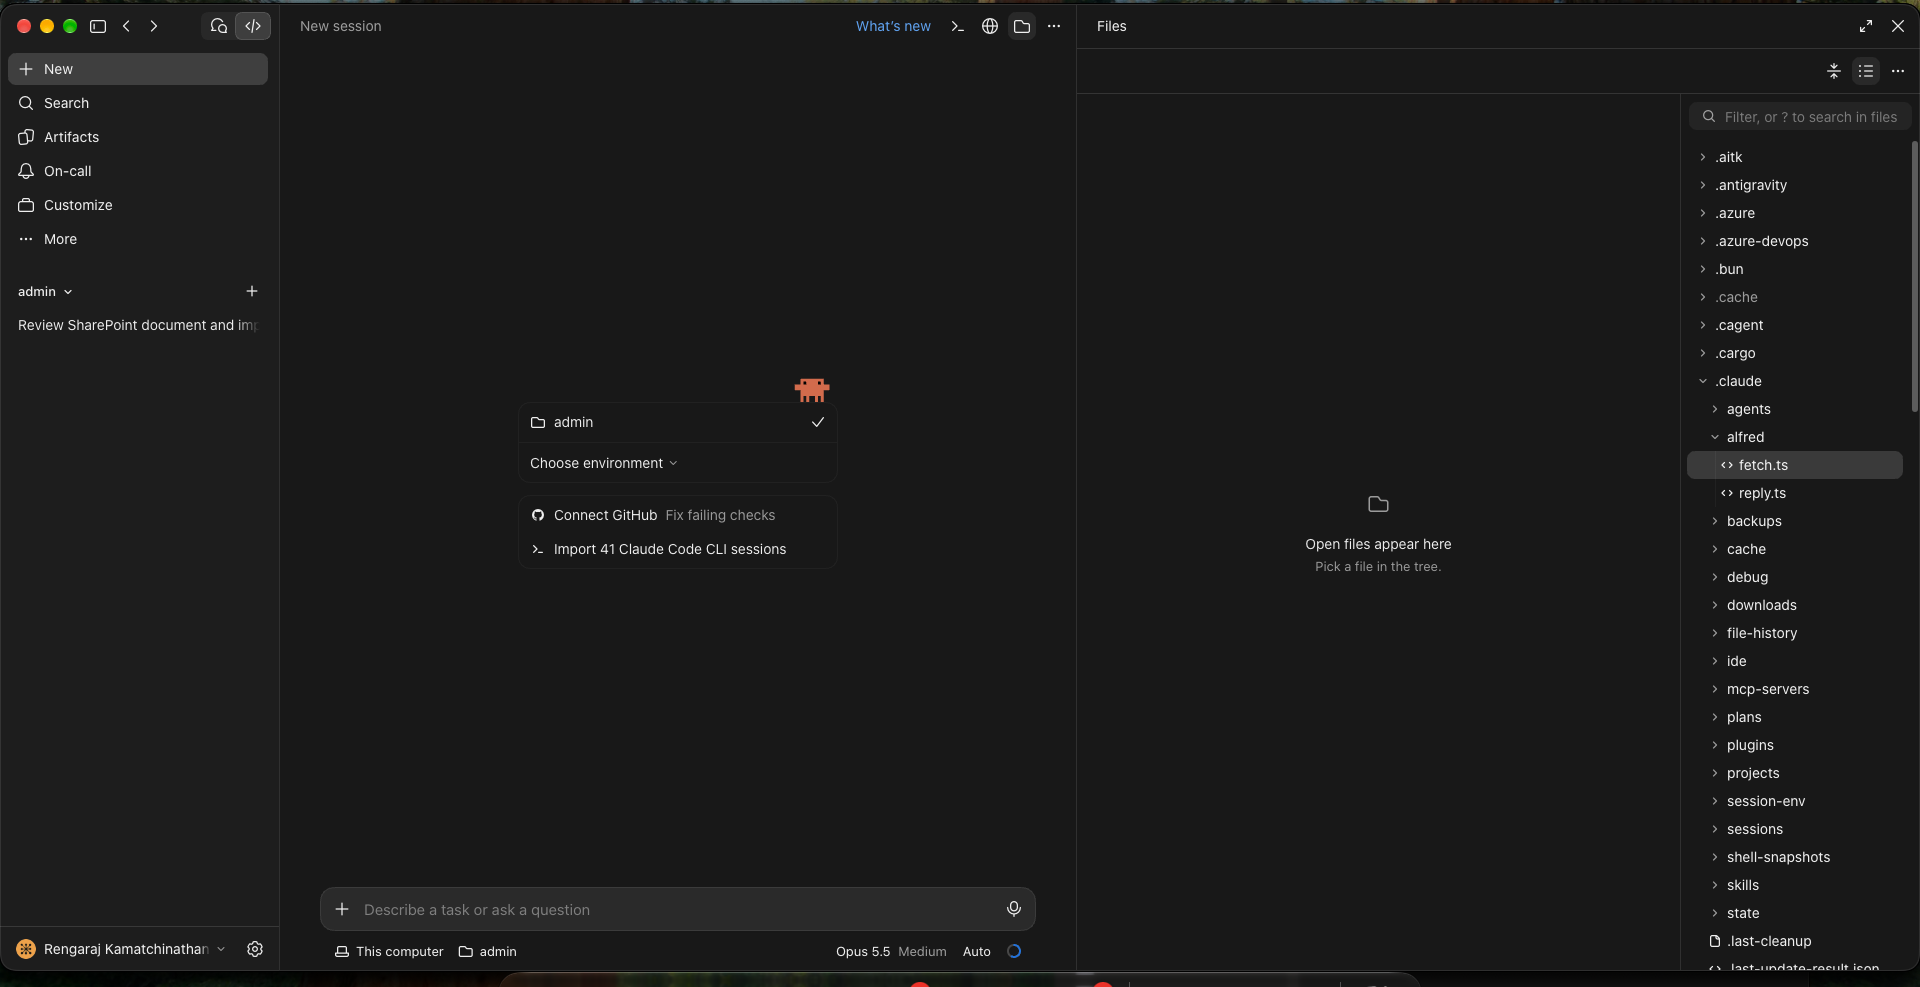 New session
What's new
Files
New
Search
Artifacts
On-call
Customize
More
admin
Review SharePoint document and imp
admin
Choose environment
Connect GitHub Fix failing checks
Import 41 Claude Code CLI sessions
Describe a task or ask a question
This computer
admin
Opus 5.5 Medium
Auto
Rengaraj Kamatchinathan
Open files appear here
Pick a file in the tree.
Filter, or ? to search in files
.aitk
.antigravity
.azure
.azure-devops
.bun
.cache
.cagent
.cargo
.claude
agents
alfred
fetch.ts
reply.ts
backups
cache
debug
downloads
file-history
ide
mcp-servers
plans
plugins
projects
session-env
sessions
shell-snapshots
skills
state
.last-cleanup
.last-update-result.json